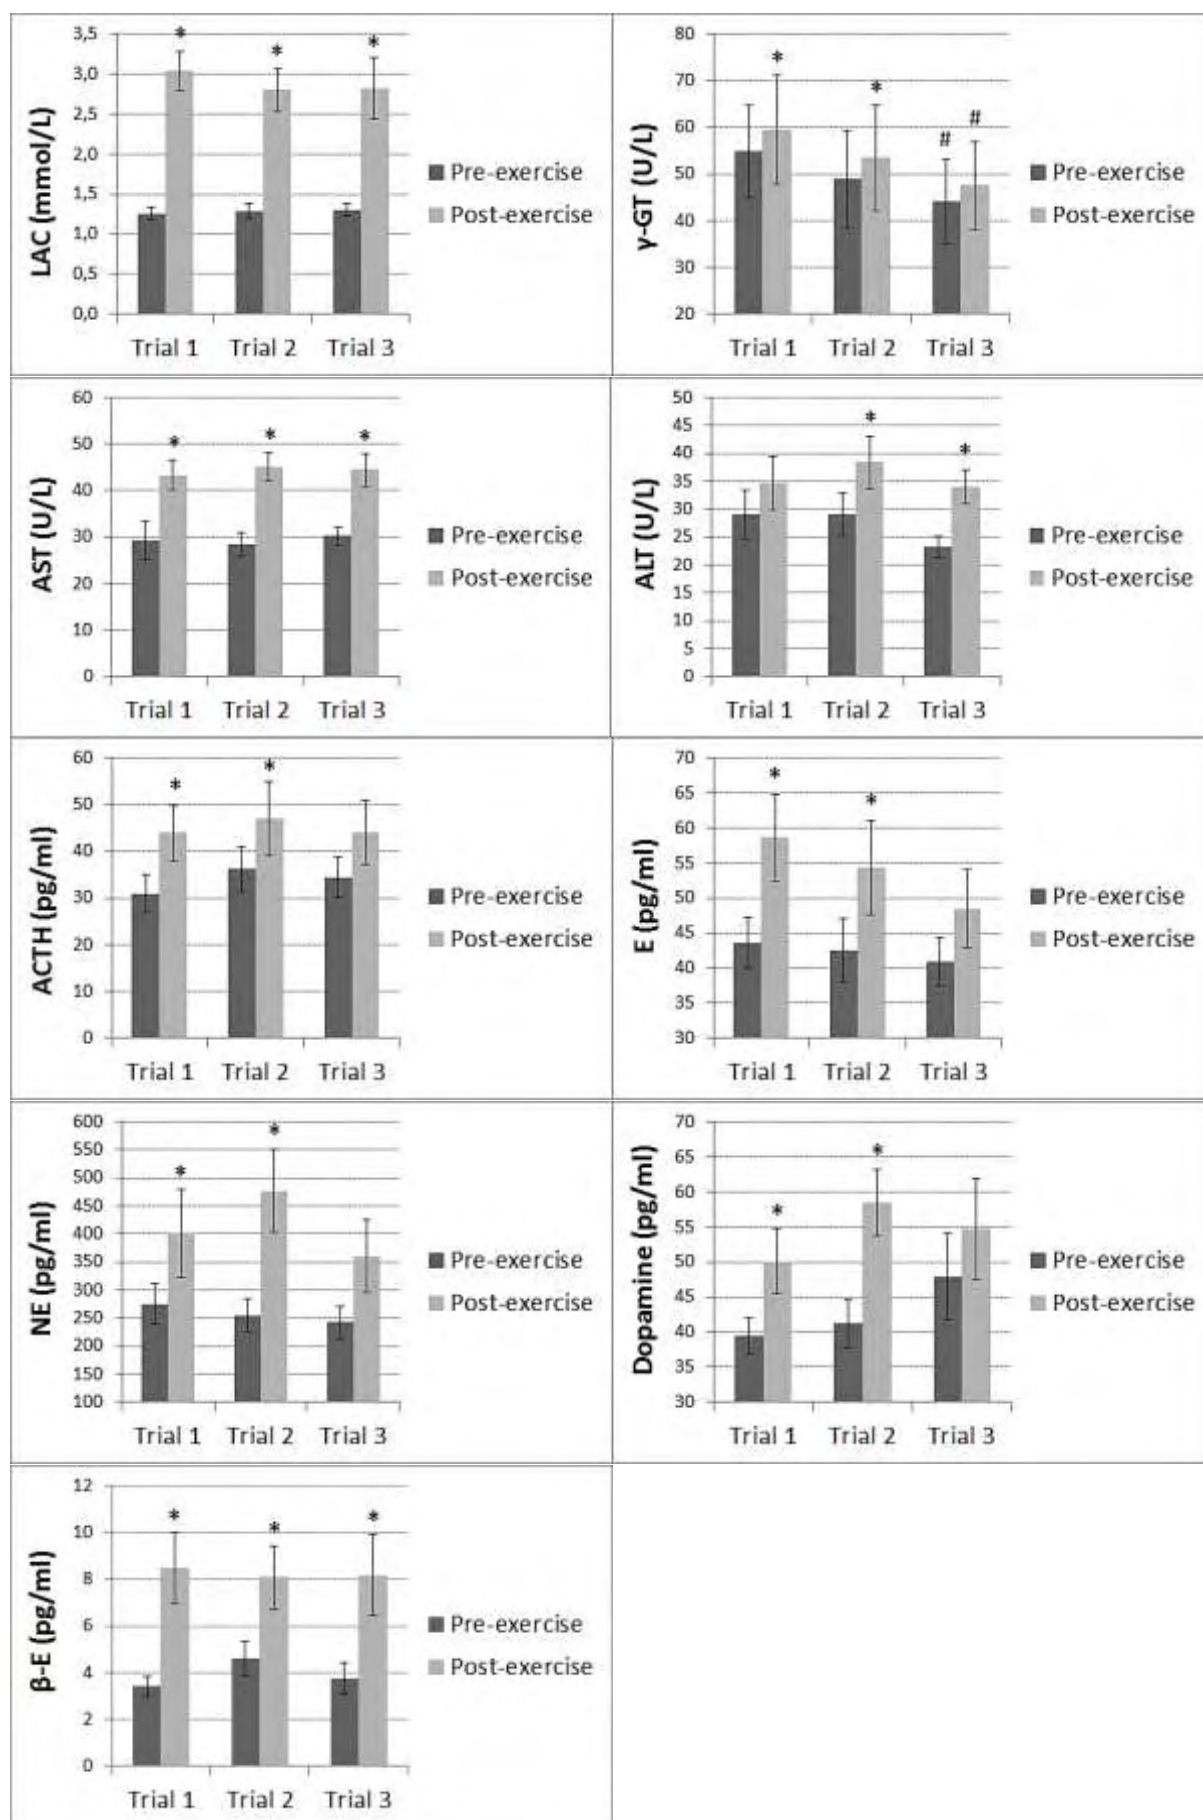 LAC (mmol/L)
3,5
3,0
2,5
2,0
1,5
1,0
0,5
0,0
* * *
Trial 1 Trial 2 Trial 3
Pre-exercise
Post-exercise
γ-GT (U/L)
80
70
60
50
40
30
20
* * # #
Trial 1 Trial 2 Trial 3
Pre-exercise
Post-exercise
AST (U/L)
60
50
40
30
20
10
0
* * *
Trial 1 Trial 2 Trial 3
Pre-exercise
Post-exercise
ALT (U/L)
50
45
40
35
30
25
20
15
10
5
0
* *
Trial 1 Trial 2 Trial 3
Pre-exercise
Post-exercise
ACTH (pg/ml)
60
50
40
30
20
10
0
* *
Trial 1 Trial 2 Trial 3
Pre-exercise
Post-exercise
E (pg/ml)
70
65
60
55
50
45
40
35
30
* *
Trial 1 Trial 2 Trial 3
Pre-exercise
Post-exercise
NE (pg/ml)
600
550
500
450
400
350
300
250
200
150
100
* *
Trial 1 Trial 2 Trial 3
Pre-exercise
Post-exercise
Dopamine (pg/ml)
70
65
60
55
50
45
40
35
30
* *
Trial 1 Trial 2 Trial 3
Pre-exercise
Post-exercise
β-E (pg/ml)
12
10
8
6
4
2
0
* * *
Trial 1 Trial 2 Trial 3
Pre-exercise
Post-exercise